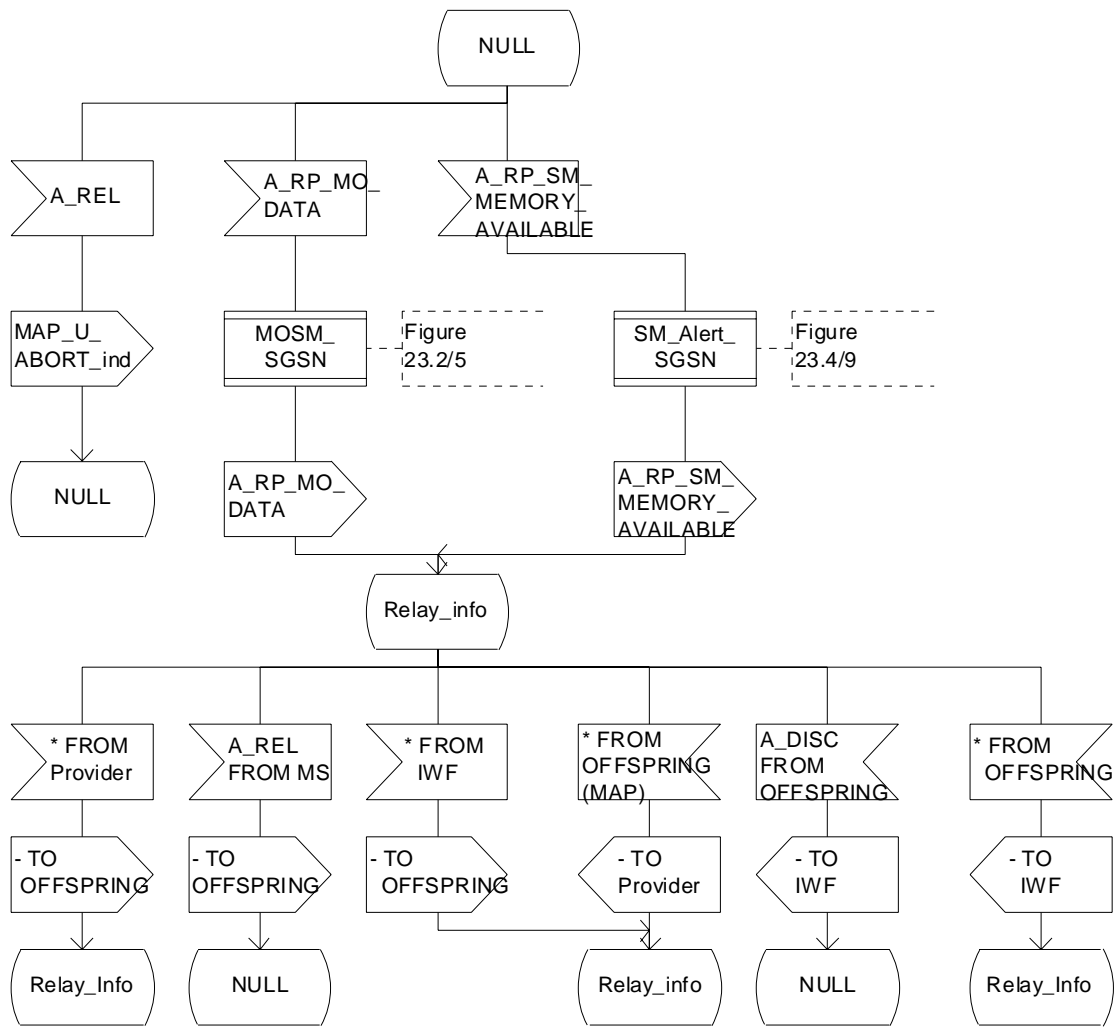 NULL
A_REL
A_RP_MO_
DATA
A_RP_SM_
MEMORY_
AVAILABLE
MAP_U_
ABORT_ind
MOSM_
SGSN
Figure
23.2/5
SM_Alert_
SGSN
Figure
23.4/9
NULL
A_RP_MO_
DATA
A_RP_SM_
MEMORY_
AVAILABLE
Relay_info
* FROM
Provider
A_REL
FROM MS
* FROM
IWF
* FROM
OFFSPRING
(MAP)
A_DISC
FROM
OFFSPRING
* FROM
OFFSPRING
- TO
OFFSPRING
- TO
OFFSPRING
- TO
OFFSPRING
- TO
Provider
- TO
IWF
- TO
IWF
Relay_Info
NULL
Relay_info
NULL
Relay_Info